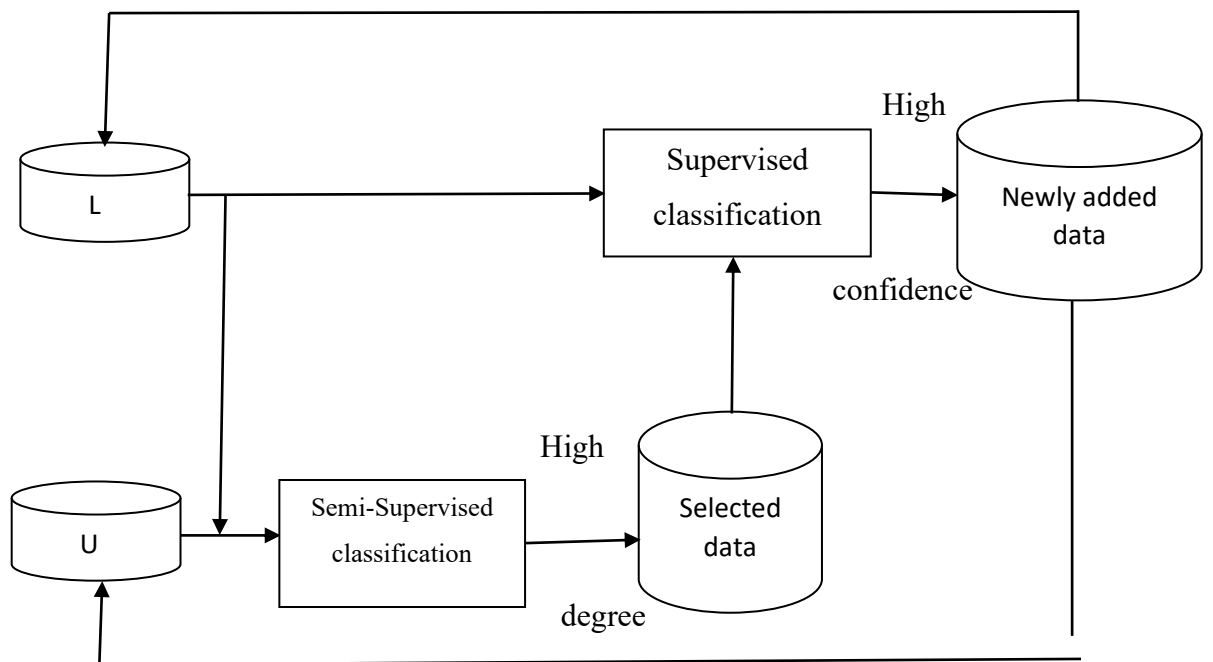 High
Supervised
classification
L
Newly added
data
confidence
High
Semi-Supervised
classification
Selected
data
U
degree